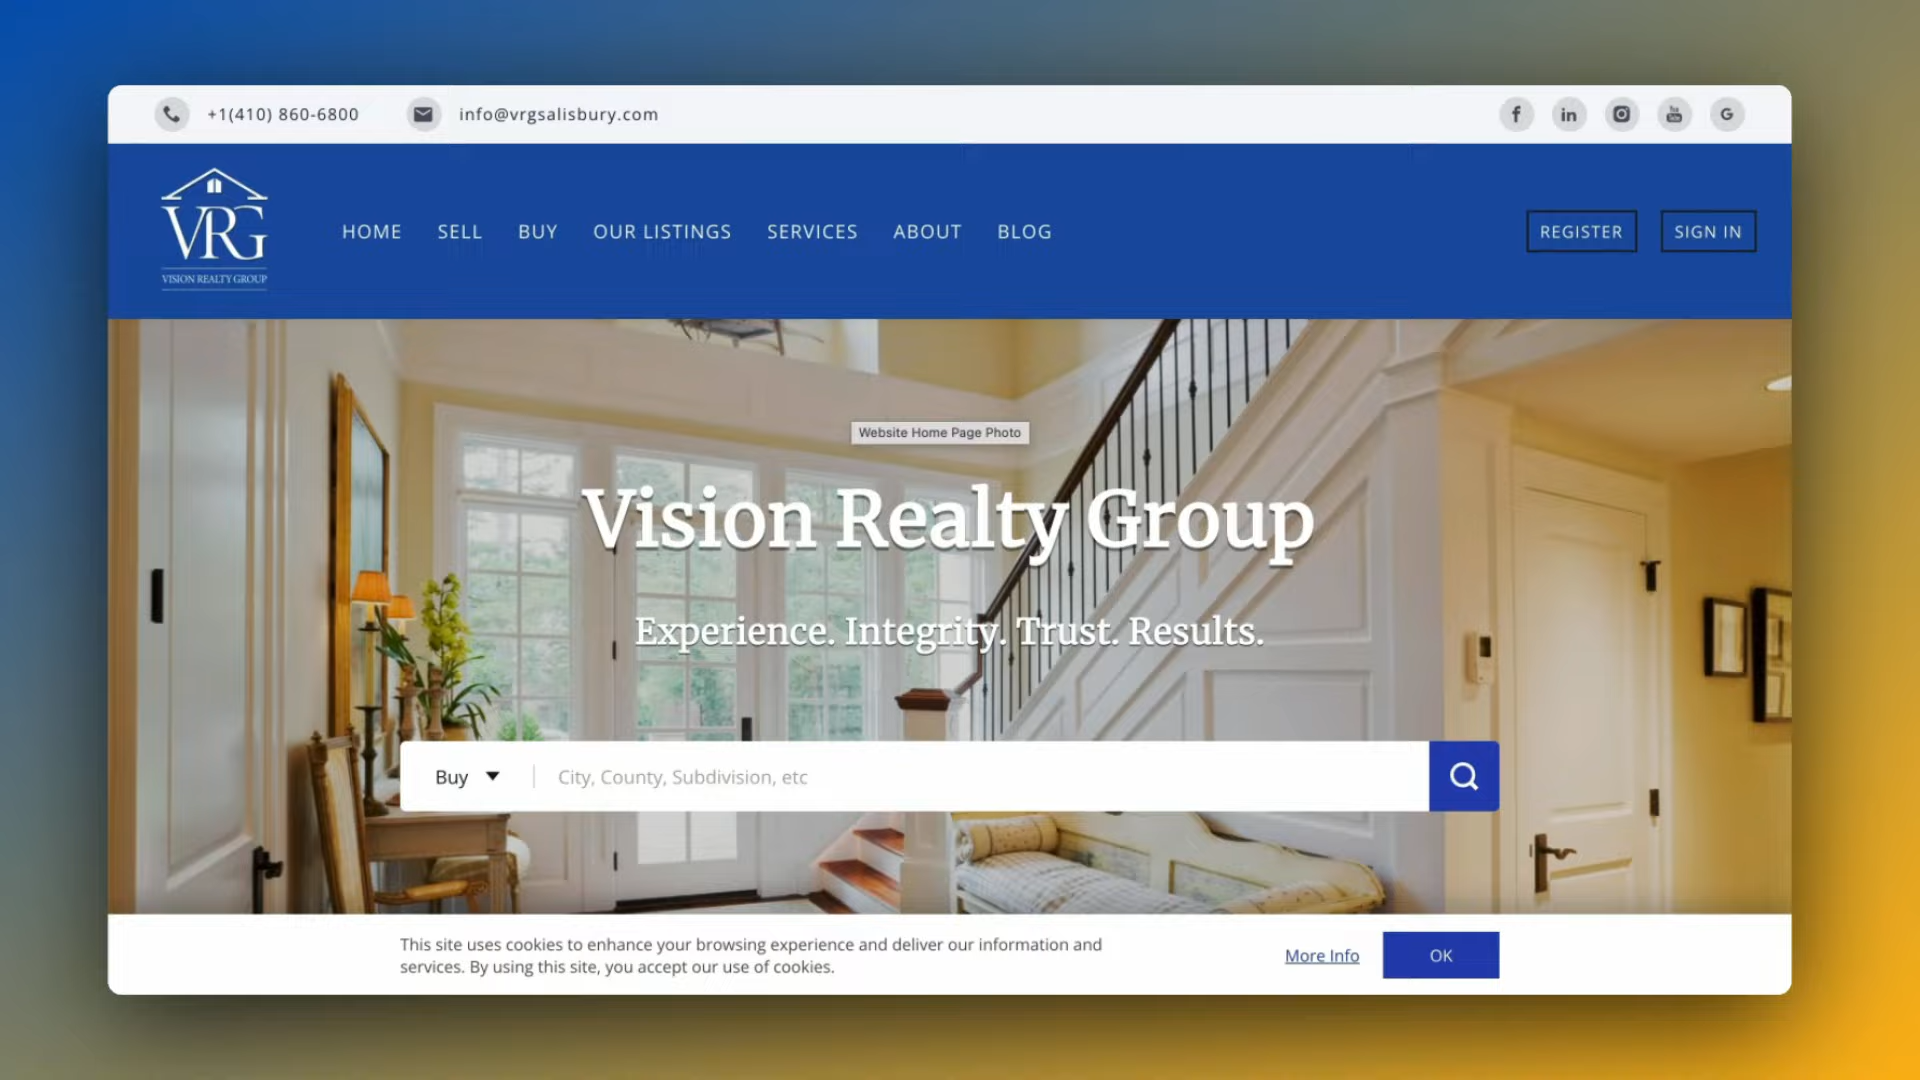 +1(410) 860-6800
info@vrgsalisbury.com
f
in
You
Tube
G
VRG
VISION REALTY GROUP
HOME
SELL
BUY
OUR LISTINGS
SERVICES
ABOUT
BLOG
REGISTER
SIGN IN
Website Home Page Photo
Vision Realty Group
Experience. Integrity. Trust. Results.
Buy
City, County, Subdivision, etc
This site uses cookies to enhance your browsing experience and deliver our information and
services. By using this site, you accept our use of cookies.
More Info
OK